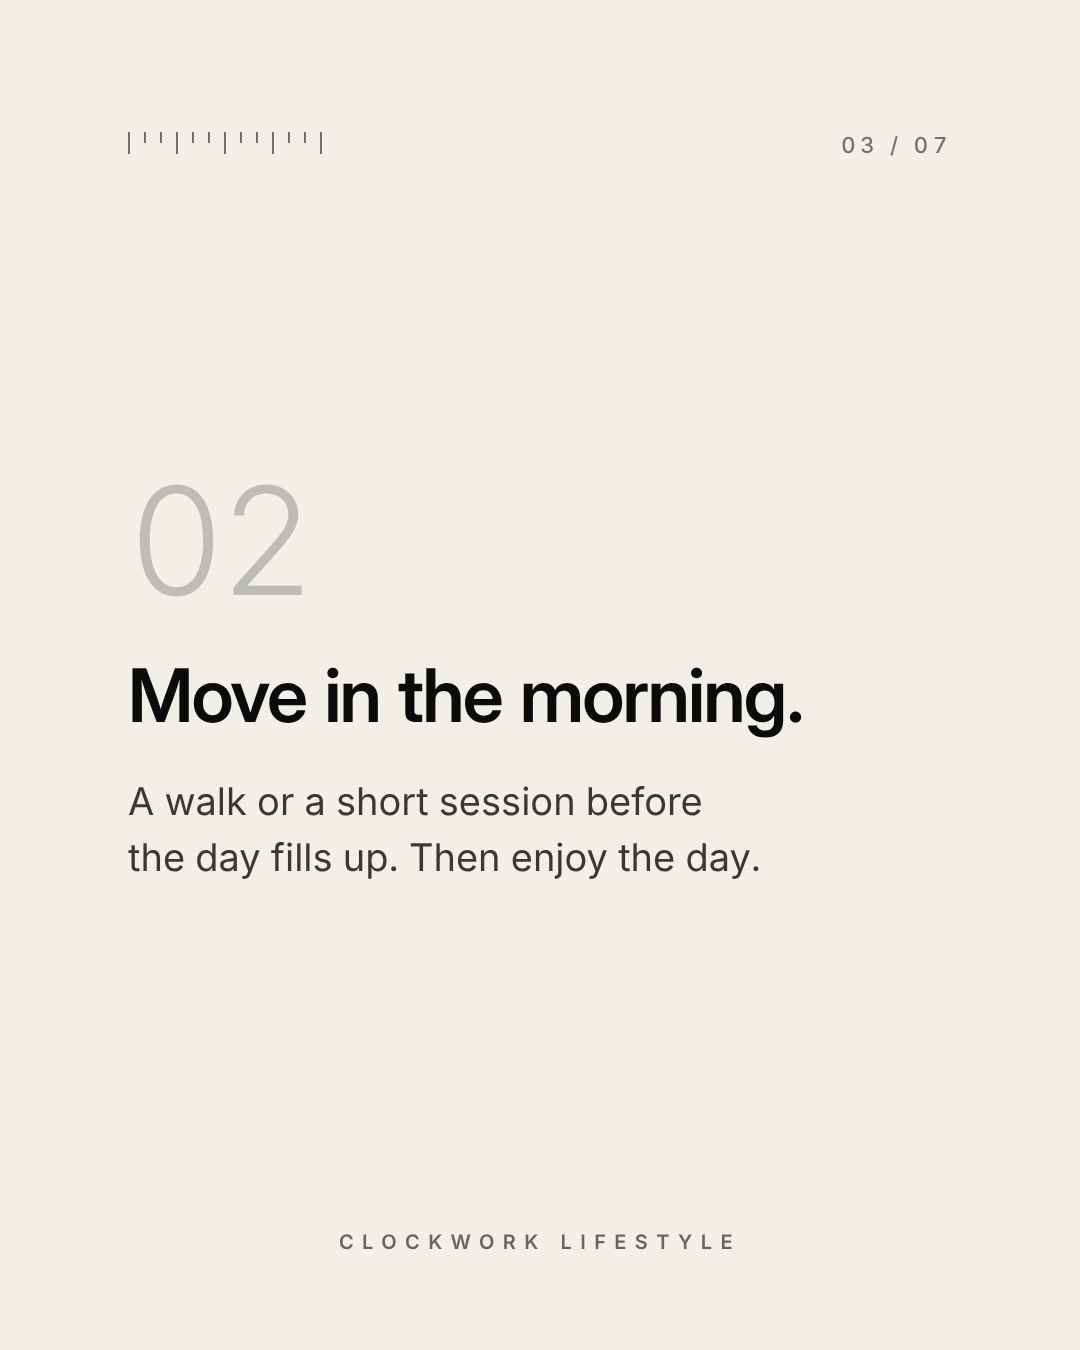 03 / 07
02
Move in the morning.
A walk or a short session before
the day fills up. Then enjoy the day.
CLOCKWORK LIFESTYLE